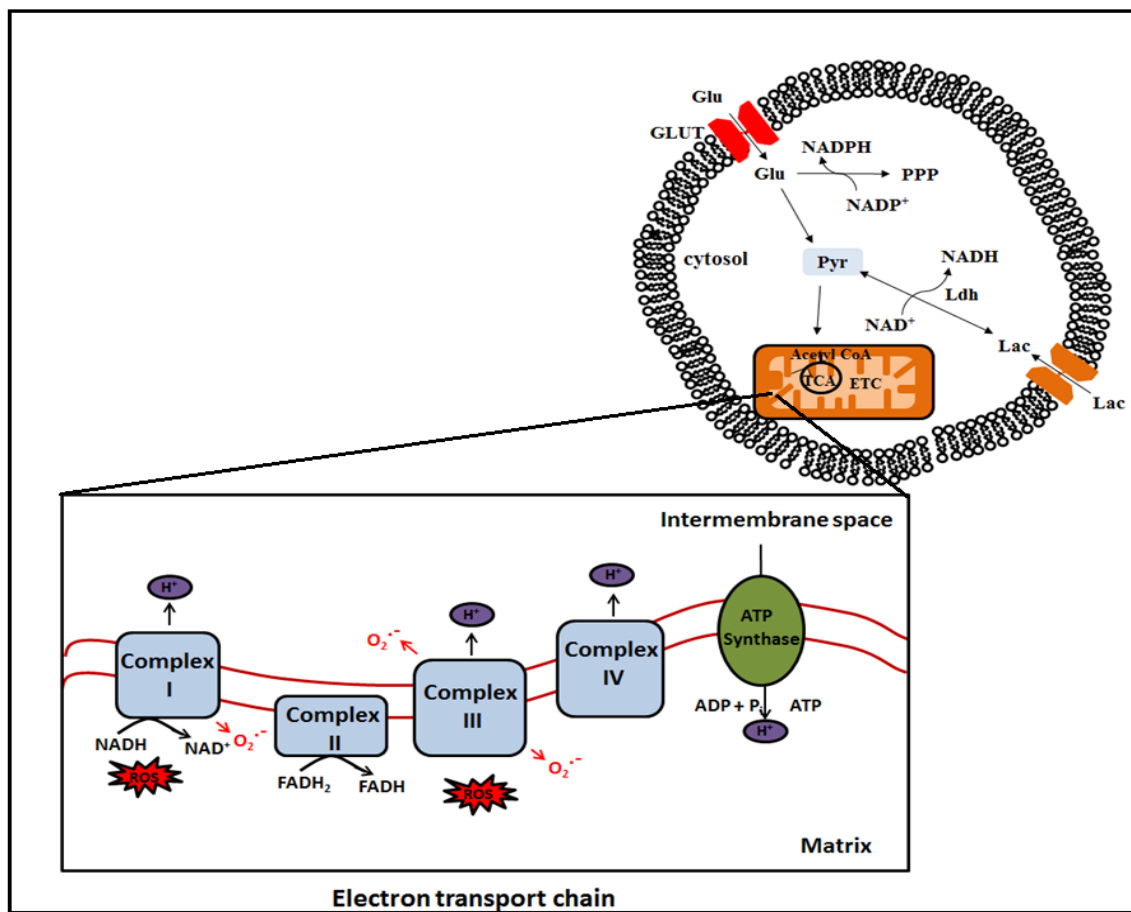 Glu
GLUT
NADPH
Glu
PPP
NADP⁺
cytosol
Pyr
NADH
Ldh
NAD⁺
Lac
Acetyl CoA
TCA
ETC
Lac
Intermembrane space
H⁺
H⁺
H⁺
O₂·⁻
Complex
I
Complex
II
Complex
III
Complex
IV
ATP
Synthase
NADH
NAD⁺
O₂·⁻
ROS
FADH₂
FADH
O₂·⁻
ROS
ADP + Pᵢ
ATP
H⁺
Matrix
Electron transport chain